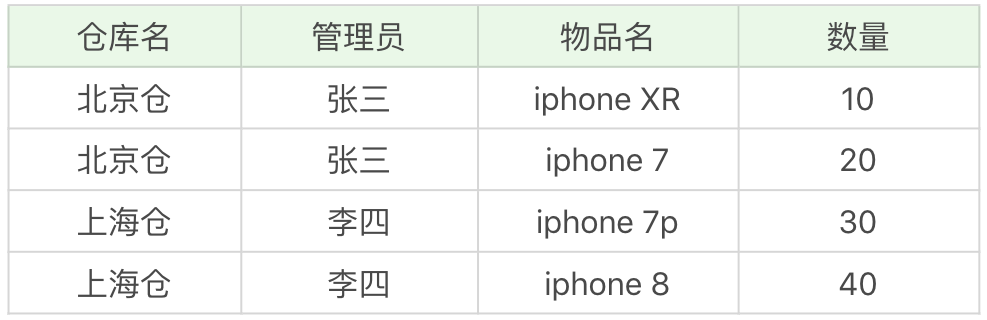 仓库名 管理员 物品名 数量
北京仓 张三 iphone XR 10
北京仓 张三 iphone 7 20
上海仓 李四 iphone 7p 30
上海仓 李四 iphone 8 40